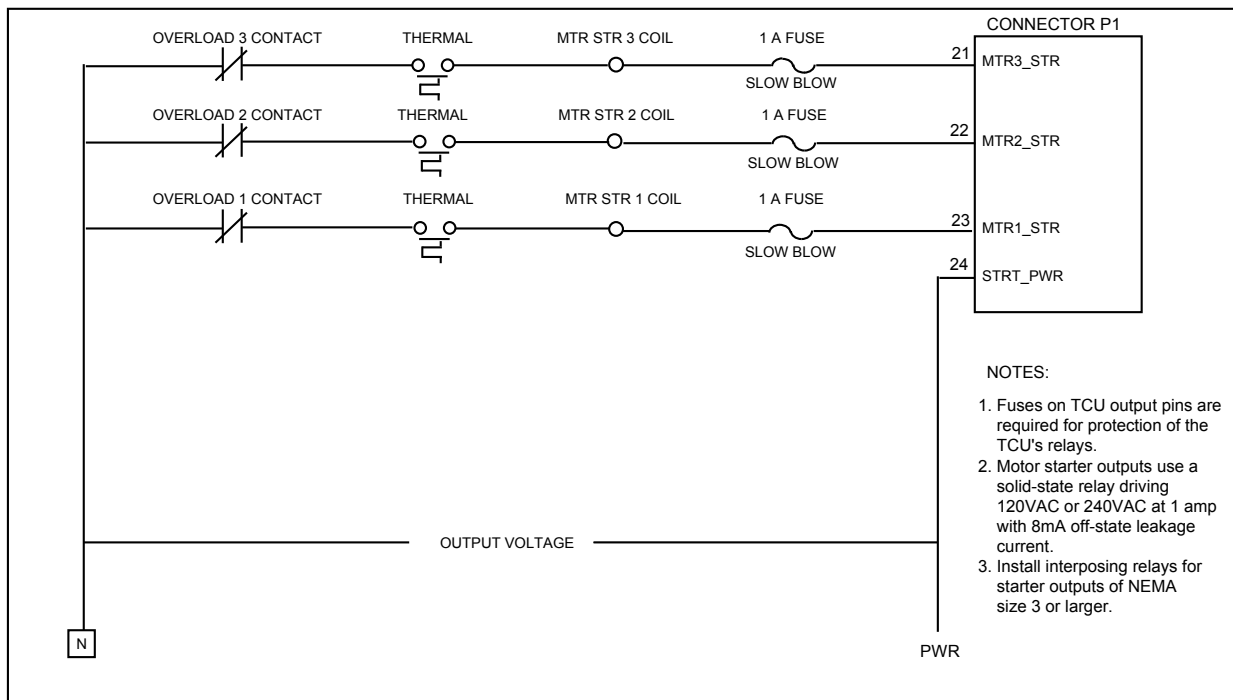 CONNECTOR P1
OVERLOAD 3 CONTACT THERMAL MTR STR 3 COIL 1 A FUSE
21 MTR3_STR
SLOW BLOW
OVERLOAD 2 CONTACT THERMAL MTR STR 2 COIL 1 A FUSE
22 MTR2_STR
SLOW BLOW
OVERLOAD 1 CONTACT THERMAL MTR STR 1 COIL 1 A FUSE
23 MTR1_STR
SLOW BLOW
24 STRT_PWR
NOTES:
1. Fuses on TCU output pins are
required for protection of the
TCU's relays.
2. Motor starter outputs use a
solid-state relay driving
120VAC or 240VAC at 1 amp
with 8mA off-state leakage
current.
3. Install interposing relays for
starter outputs of NEMA
size 3 or larger.
OUTPUT VOLTAGE
N
PWR